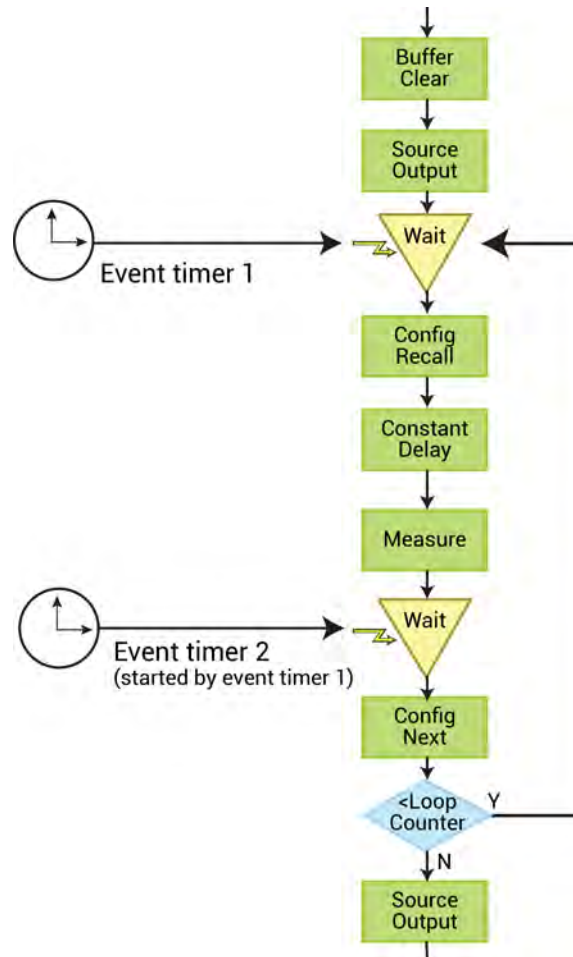 Buffer
Clear
Source
Output
Wait
Event timer 1
Config
Recall
Constant
Delay
Measure
Wait
Event timer 2
(started by event timer 1)
Config
Next
<Loop
Counter
Y
N
Source
Output